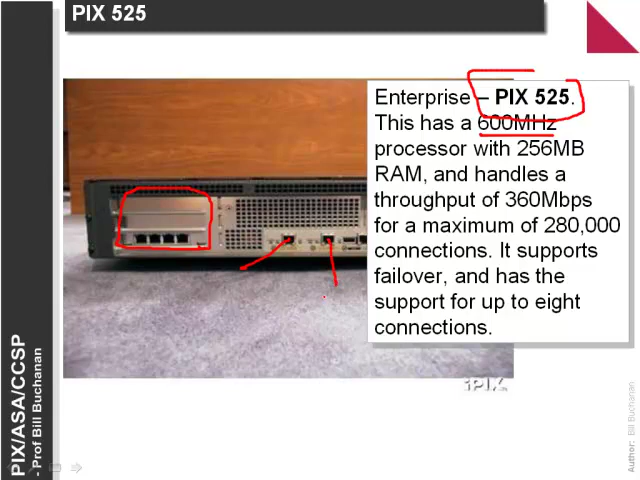 PIX 525
Enterprise – PIX 525.
This has a 600MHz
processor with 256MB
RAM, and handles a
throughput of 360Mbps
for a maximum of 280,000
connections. It supports
failover, and has the
support for up to eight
connections.
iPIX
PIX/ASA/CCSP
- Prof Bill Buchanan
Author: Bill Buchanan